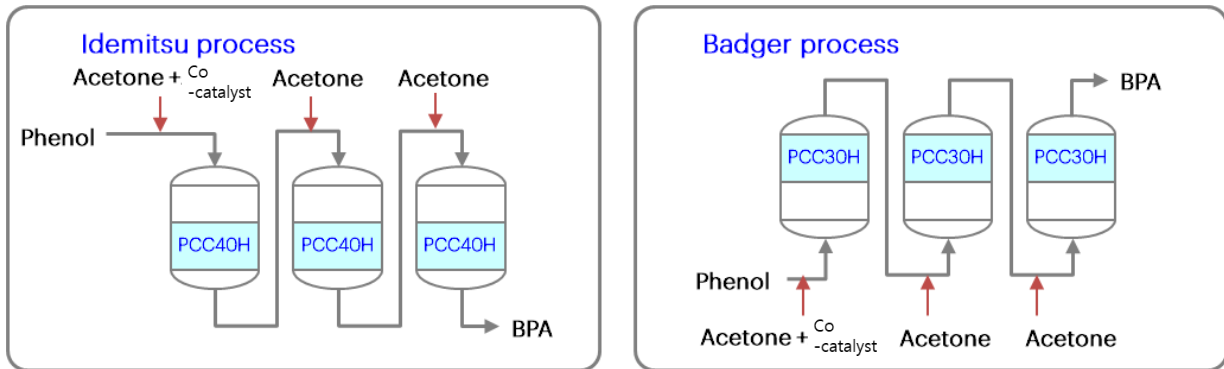 Idemitsu process
Acetone + Co
-catalyst
Acetone
Acetone
Phenol
PCC40H
PCC40H
PCC40H
BPA
Badger process
BPA
PCC30H
PCC30H
PCC30H
Phenol
Acetone + Co
-catalyst
Acetone
Acetone